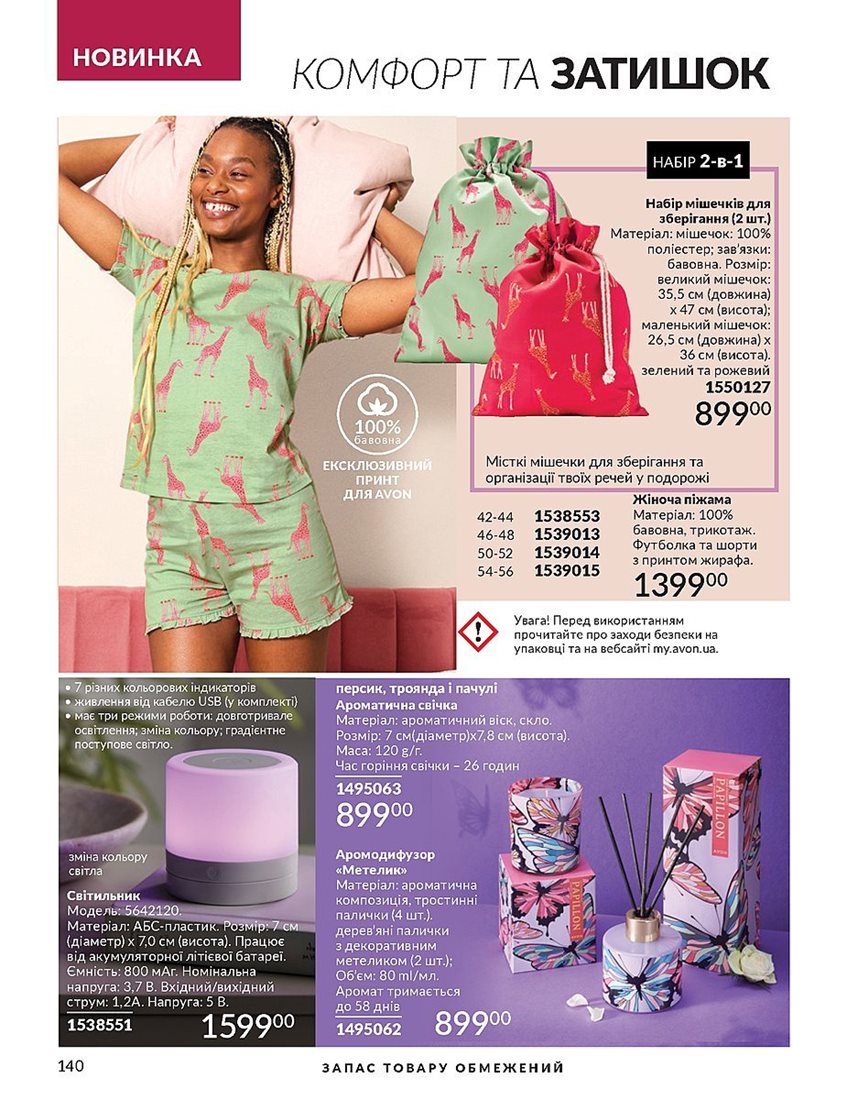 НОВИНКА
КОМФОРТ ТА ЗАТИШОК
НАБІР 2-в-1
Набір мішечків для
зберігання (2 шт.)
Матеріал: мішечок: 100%
поліестер; зав'язки:
бавовна. Розмір:
великий мішечок:
35,5 см (довжина)
х 47 см (висота);
маленький мішечок:
26,5 см (довжина) х
36 см (висота).
зелений та рожевий
1550127
899⁰⁰
Місткі мішечки для зберігання та
організації твоїх речей у подорожі
100%
бавовна
ЕКСКЛЮЗИВНИЙ
ПРИНТ
ДЛЯ AVON
42-44 1538553
46-48 1539013
50-52 1539014
54-56 1539015
Жіноча піжама
Матеріал: 100%
бавовна, трикотаж.
Футболка та шорти
з принтом жирафа.
1399⁰⁰
Увага! Перед використанням
прочитайте про заходи безпеки на
упаковці та на вебсайті my.avon.ua.
• 7 різних кольорових індикаторів
• живлення від кабелю USB (у комплекті)
• має три режими роботи: довготривале
освітлення; зміна кольору; градієнтне
поступове світло.
зміна кольору
світла
Світильник
Модель: 5642120.
Матеріал: АБС-пластик. Розмір: 7 см
(діаметр) х 7,0 см (висота). Працює
від акумуляторної літієвої батареї.
Ємність: 800 мАг. Номінальна
напруга: 3,7 В. Вхідний/вихідний
струм: 1,2А. Напруга: 5 В.
1538551
1599⁰⁰
персик, троянда і пачулі
Ароматична свічка
Матеріал: ароматичний віск, скло.
Розмір: 7 см(діаметр)х7,8 см (висота).
Маса: 120 g/г.
Час горіння свічки – 26 годин
1495063
899⁰⁰
Аромодифузор
«Метелик»
Матеріал: ароматична
композиція, тростинні
палички (4 шт.).
дерев'яні палички
з декоративним
метеликом (2 шт.);
Об'єм: 80 ml/мл.
Аромат тримається
до 58 днів
1495062
899⁰⁰
PAPILLON
PAPILLON
140
ЗАПАС ТОВАРУ ОБМЕЖЕНИЙ